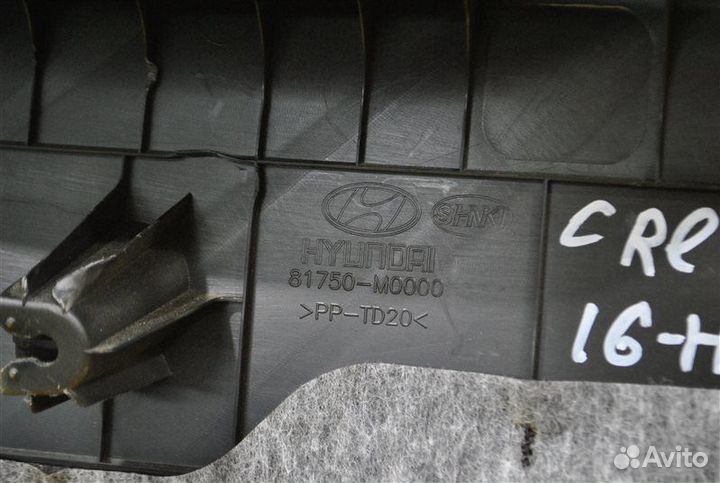 SHNKI
HYUNDAI
81750-M0000
>PP-TD20<
CRe
16-H
Avito